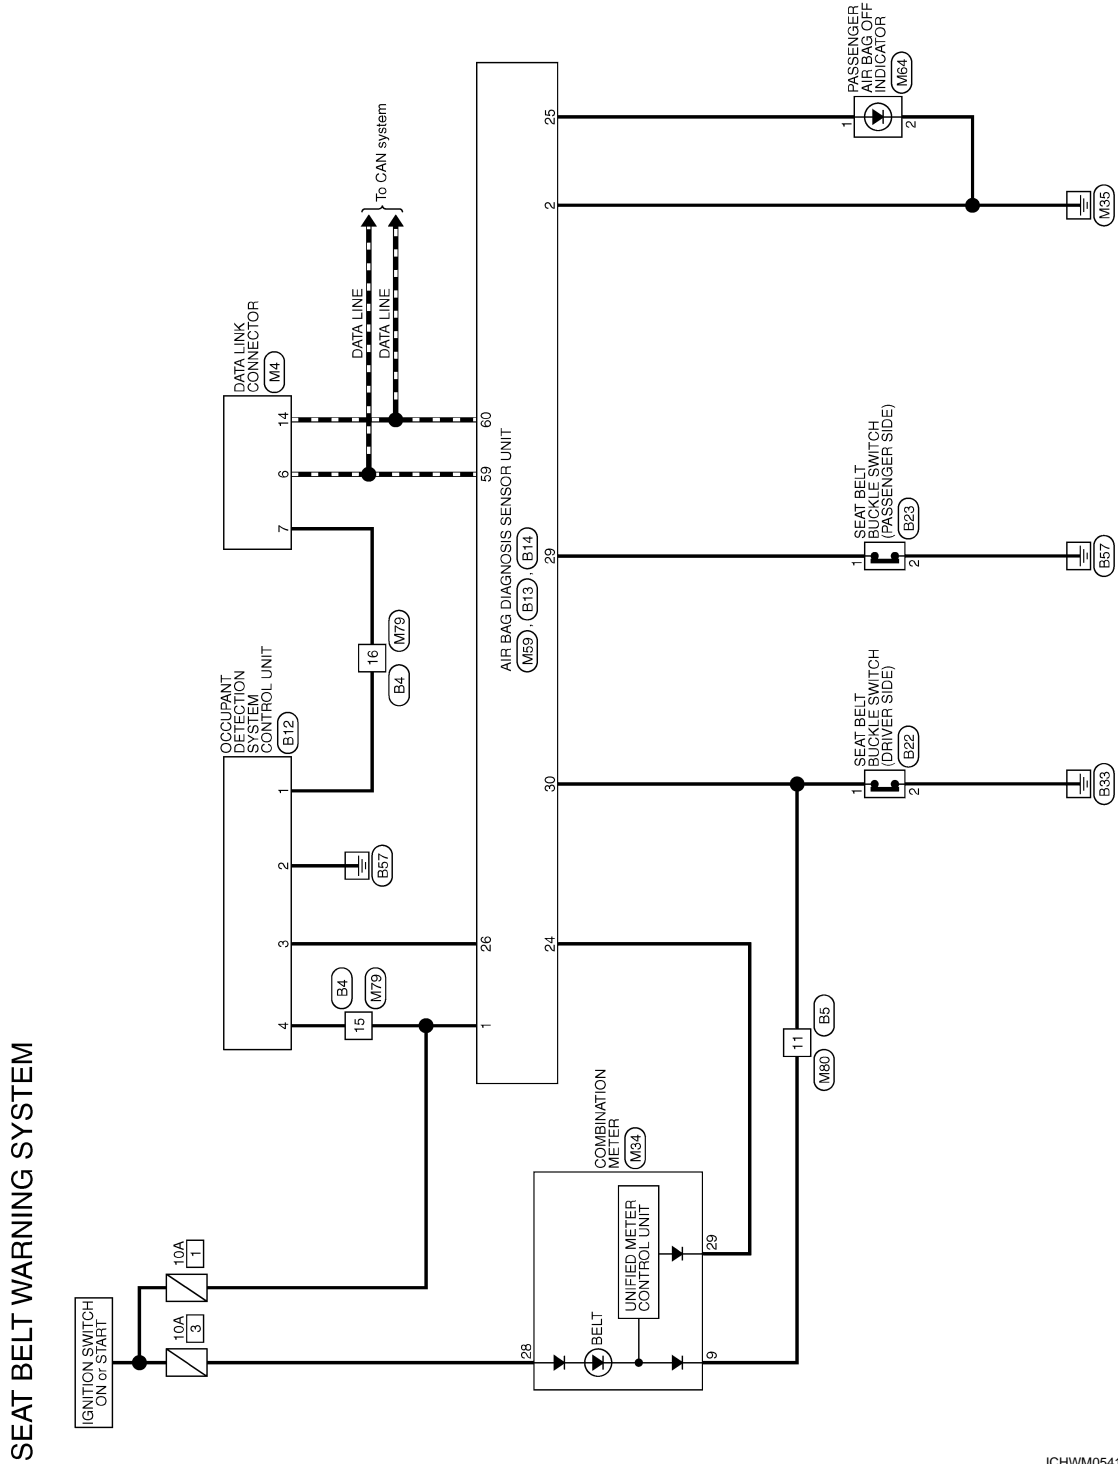 SEAT BELT WARNING SYSTEM
IGNITION SWITCH
ON or START
10A
3
10A
1
OCCUPANT
DETECTION
SYSTEM
CONTROL UNIT
B12
4
3
2
1
B57
15
B4
M79
16
B4
M79
DATA LINK
CONNECTOR
M4
7
6
14
DATA LINE
DATA LINE
To CAN system
1
26
59
60
AIR BAG DIAGNOSIS SENSOR UNIT
M59 , B13 , B14
24
30
29
2
25
COMBINATION
METER
M34
28
BELT
UNIFIED METER
CONTROL UNIT
9
29
11
M80
B5
SEAT BELT
BUCKLE SWITCH
(DRIVER SIDE)
B22
1
2
B33
SEAT BELT
BUCKLE SWITCH
(PASSENGER SIDE)
B23
1
2
B57
PASSENGER
AIR BAG OFF
INDICATOR
M64
1
2
M35